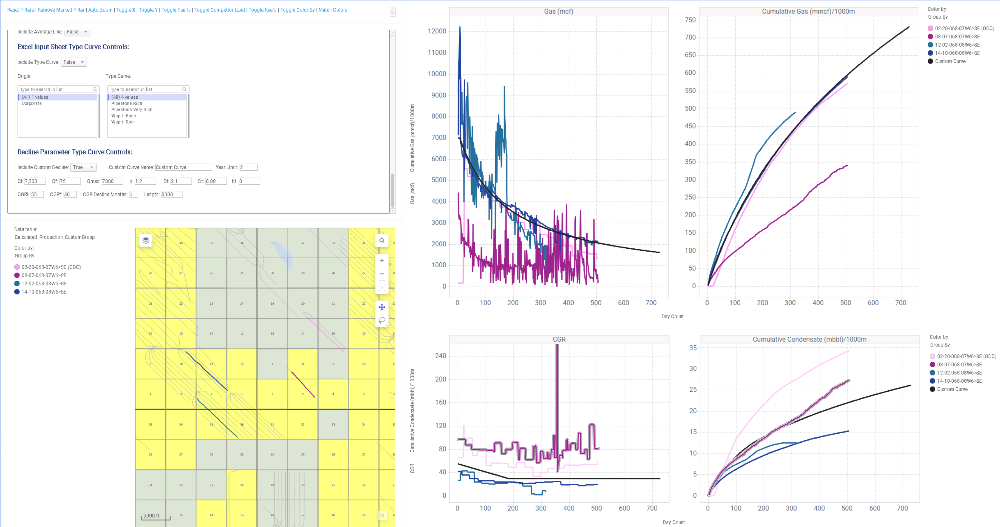 Reset Filters | Remove Marked Filter | Auto Zoom | Toggle X | Toggle Y | Toggle Faults | Toggle Competior Land | Toggle Reefs | Toggle Color By | Match Colors
Include Average Line: False
Excel Input Sheet Type Curve Controls:
Include Type Curve: False
Origin: Type Curve:
Type to search in list Type to search in list
(All) 1 values (All) 4 values
Corporate Pipestone Rich
Pipestone Very Rich
Wapiti Base
Wapiti Rich
Decline Parameter Type Curve Controls:
Include Custom Decline: True Custom Curve Name: Custom Curve Year Limit: 2
Qi: 7,200 Qf: 75 Qmax: 7000 b: 1.2 Di: 2.1 Dt: 0.08 bt: 0
CGRi: 55 CGRf: 30 CGR Decline Months: 6 Length: 3000
Data table:
Calculated_Production_CustomGroup
Color by:
Group By
02-20-068-07W6>SE (GDC)
08-07-068-07W6>SE
12-02-068-08W6>SE
14-10-068-08W6>SE
34 35 36 31 32 33 34 35
28 27 26 25 30 29 28 27 26
21 22 23 24 19 20 21 22 23
16 15 14 13 18 17 16 15 14
9 10 11 12 7 8 9 10 11
4 3 2 1 6 5 4 3 2
33 34 35 36 31 32 33 34 35
28 27 26 25 30 29 28 27 26
21 22 23 24 19 20 21 22 23
15 14 13 18 17 16 15 14
5000 ft
Gas (mcf)
Cumulative Gas (mmcf)/1000m
Gas (mcf)
12000
11000
10000
9000
8000
7000
6000
5000
4000
3000
2000
1000
0
0 100 200 300 400 500 600 700
Cumulative Gas (mmcf)/1000m
750
700
650
600
550
500
450
400
350
300
250
200
150
100
50
0
0 100 200 300 400 500 600 700
Day Count
Color by:
Group By
02-20-068-07W6>SE (GDC)
08-07-068-07W6>SE
12-02-068-08W6>SE
14-10-068-08W6>SE
Custom Curve
CGR
Cumulative Condensate (mbbl)/1000m
CGR
240
200
160
120
80
40
0
0 100 200 300 400 500 600 700
Cumulative Condensate (mbbl)/1000m
35
30
25
20
15
10
5
0
0 100 200 300 400 500 600 700
Day Count
Color by:
Group By
02-20-068-07W6>SE (GDC)
08-07-068-07W6>SE
12-02-068-08W6>SE
14-10-068-08W6>SE
Custom Curve